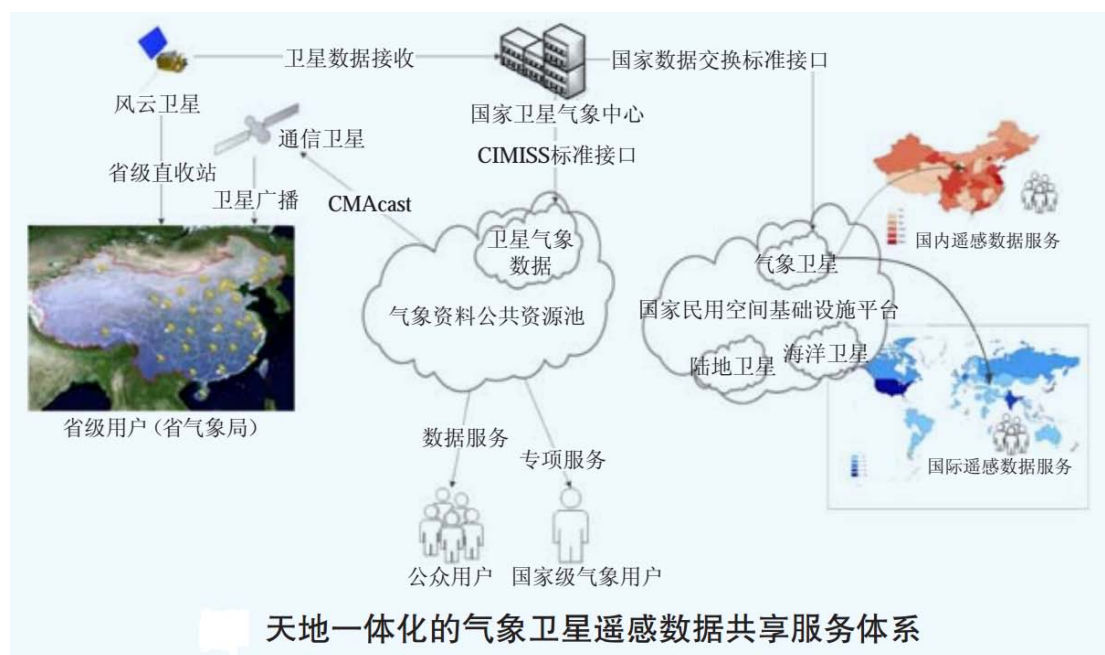 卫星数据接收
国家数据交换标准接口
风云卫星
国家卫星气象中心
通信卫星
省级直收站
CIMISS标准接口
卫星广播
CMAcast
卫星气象
数据
国内遥感数据服务
气象卫星
气象资料公共资源池
国家民用空间基础设施平台
陆地卫星
海洋卫星
省级用户（省气象局）
数据服务
专项服务
国际遥感数据服务
公众用户
国家级气象用户
天地一体化的气象卫星遥感数据共享服务体系